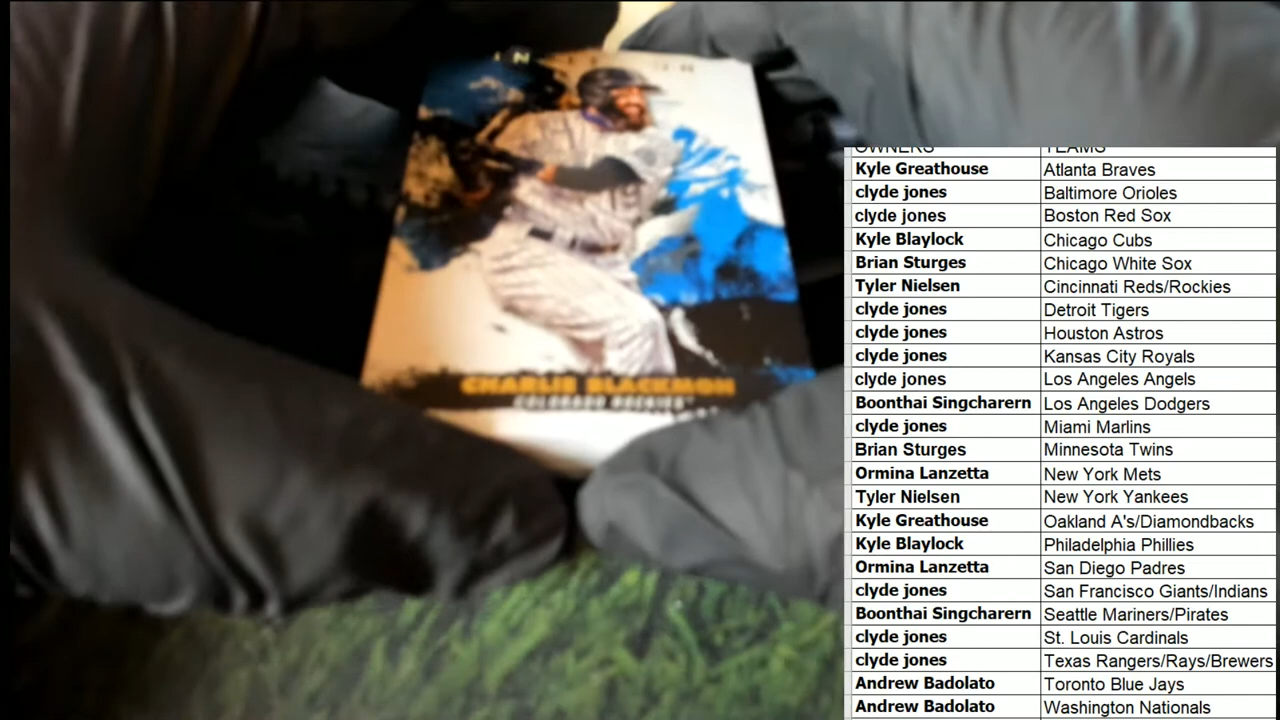 CHARLIE BLACKMON
COLORADO ROCKIES
OWNERS TEAMS
Kyle Greathouse Atlanta Braves
clyde jones Baltimore Orioles
clyde jones Boston Red Sox
Kyle Blaylock Chicago Cubs
Brian Sturges Chicago White Sox
Tyler Nielsen Cincinnati Reds/Rockies
clyde jones Detroit Tigers
clyde jones Houston Astros
clyde jones Kansas City Royals
clyde jones Los Angeles Angels
Boonthai Singcharern Los Angeles Dodgers
clyde jones Miami Marlins
Brian Sturges Minnesota Twins
Ormina Lanzetta New York Mets
Tyler Nielsen New York Yankees
Kyle Greathouse Oakland A's/Diamondbacks
Kyle Blaylock Philadelphia Phillies
Ormina Lanzetta San Diego Padres
clyde jones San Francisco Giants/Indians
Boonthai Singcharern Seattle Mariners/Pirates
clyde jones St. Louis Cardinals
clyde jones Texas Rangers/Rays/Brewers
Andrew Badolato Toronto Blue Jays
Andrew Badolato Washington Nationals